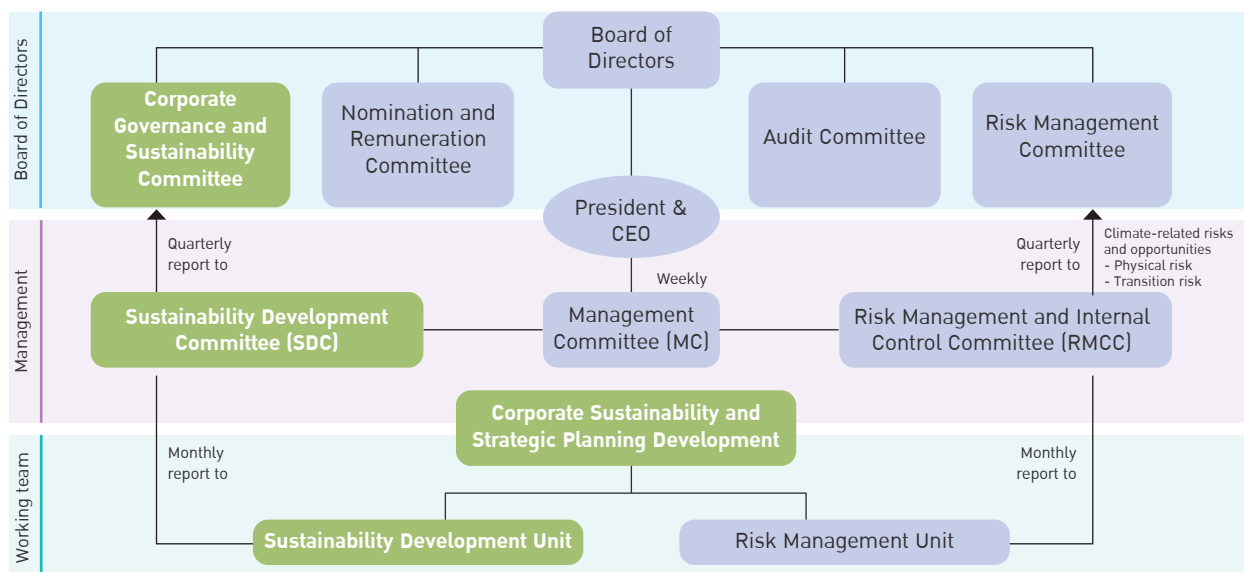 Board of Directors
Board of
Directors
Corporate
Governance and
Sustainability
Committee
Nomination and
Remuneration
Committee
Audit Committee
Risk Management
Committee
President &
CEO
Management
Quarterly
report to
Weekly
Quarterly
report to
Climate-related risks
and opportunities
- Physical risk
- Transition risk
Sustainability Development
Committee (SDC)
Management
Committee (MC)
Risk Management and Internal
Control Committee (RMCC)
Corporate Sustainability and
Strategic Planning Development
Working team
Monthly
report to
Monthly
report to
Sustainability Development Unit
Risk Management Unit